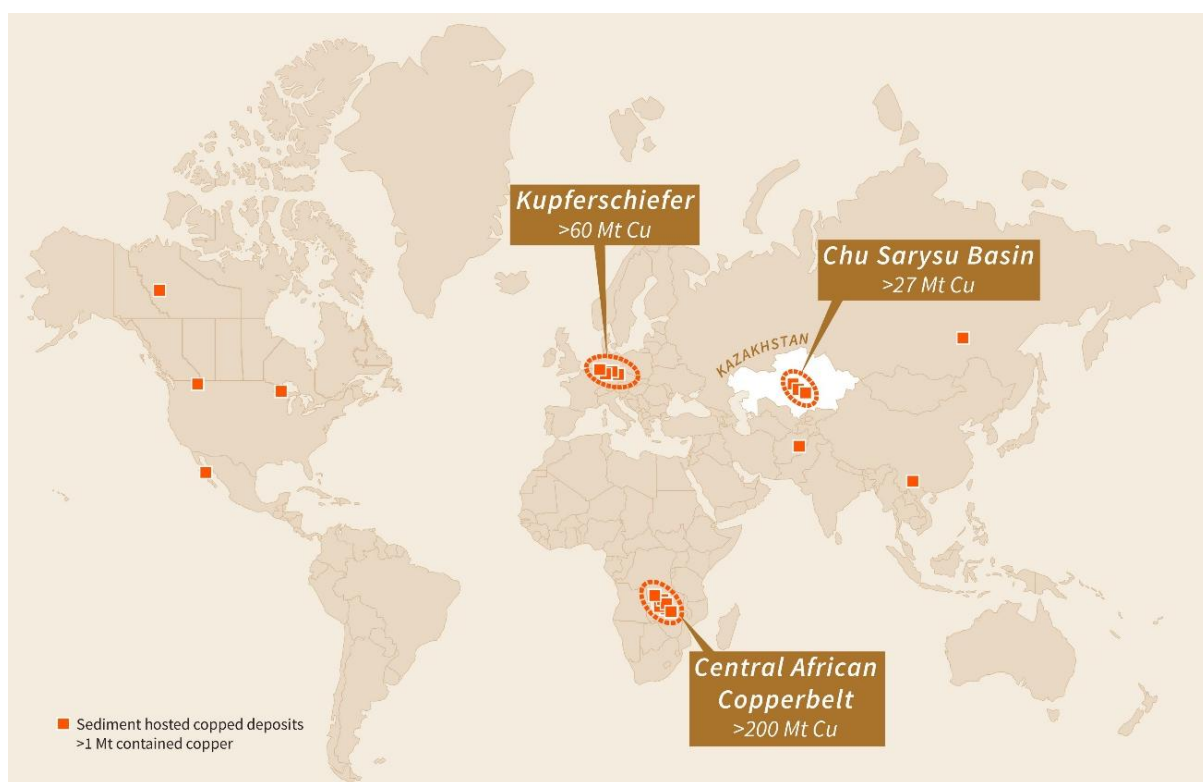 Kupferschiefer
>60 Mt Cu
Chu Sarysu Basin
>27 Mt Cu
KAZAKHSTAN
Central African
Copperbelt
>200 Mt Cu
Sediment hosted copped deposits
>1 Mt contained copper